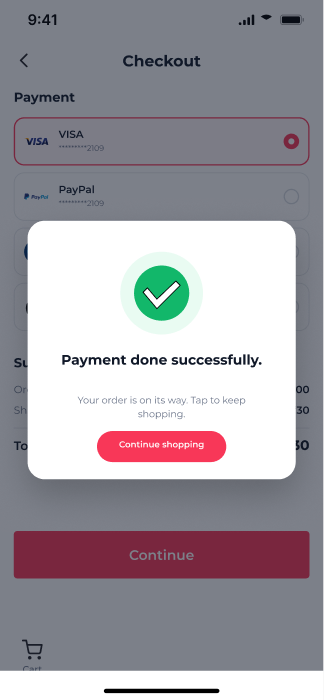 9:41
Checkout
Payment
VISA VISA
*********2109
PayPal PayPal
*********2109
Payment done successfully.
Your order is on its way. Tap to keep
shopping.
Continue shopping
Continue
Cart